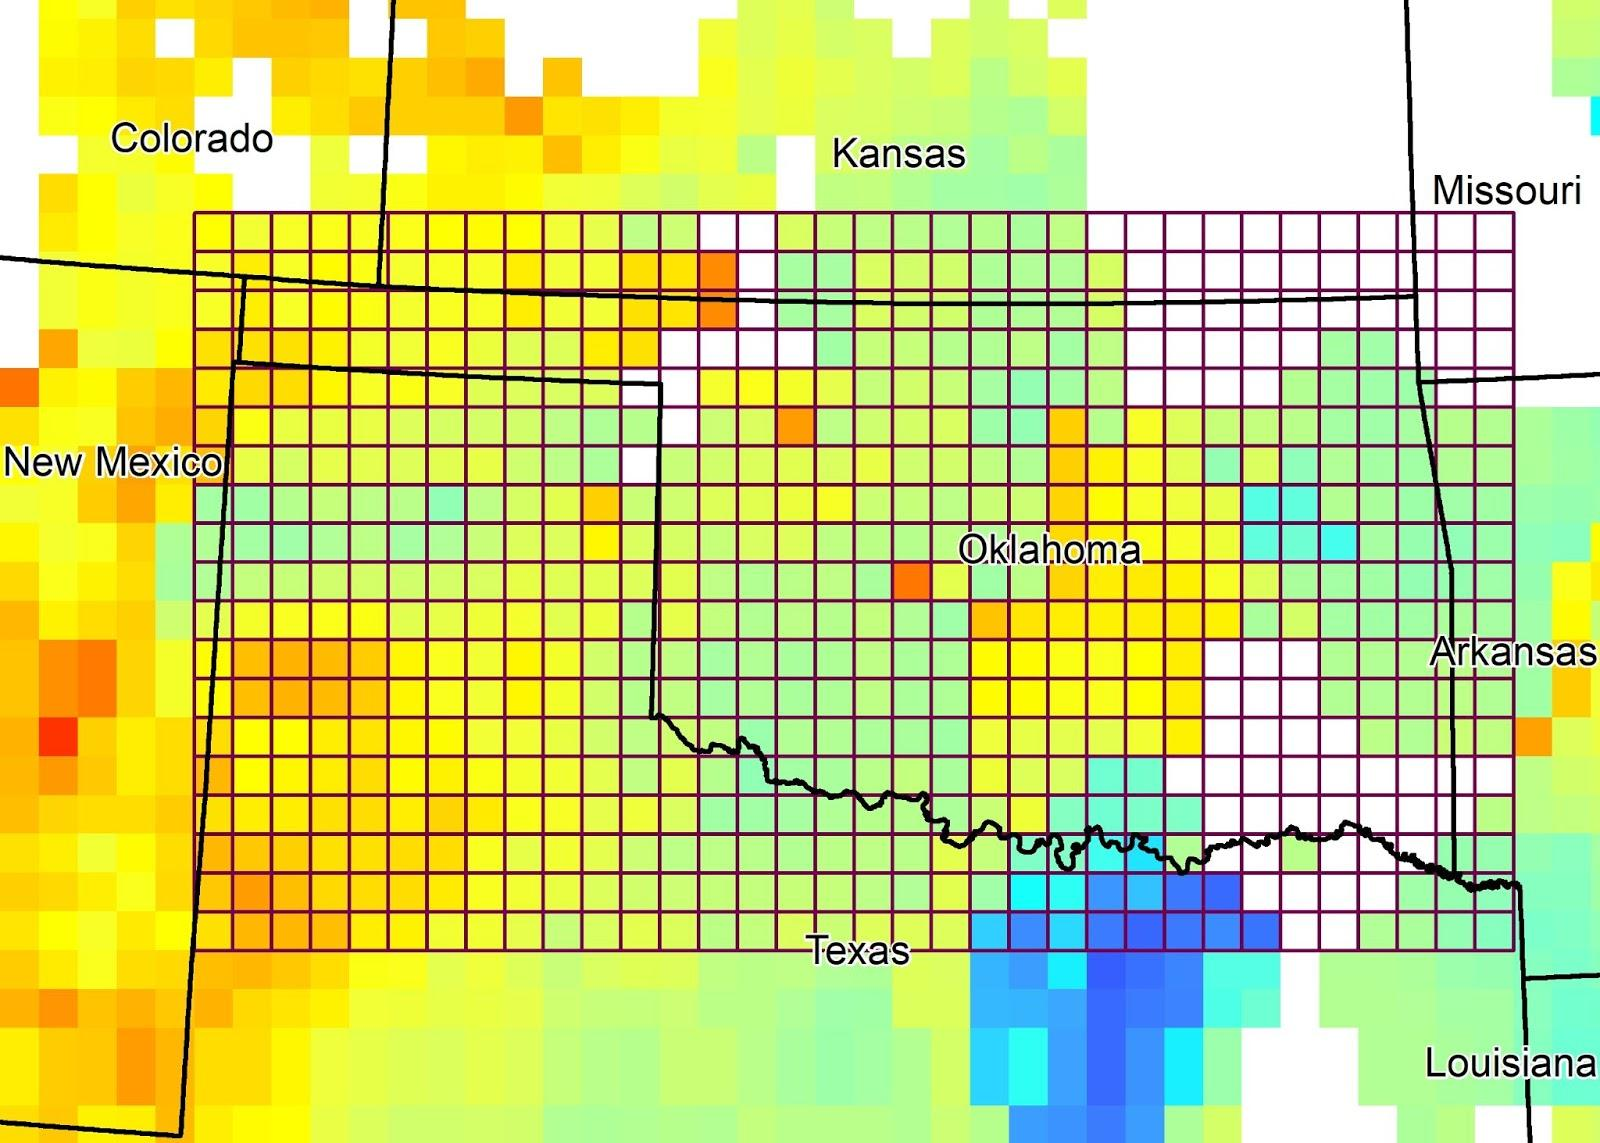 Colorado
Kansas
Missouri
New Mexico
Oklahoma
Arkansas
Texas
Louisiana